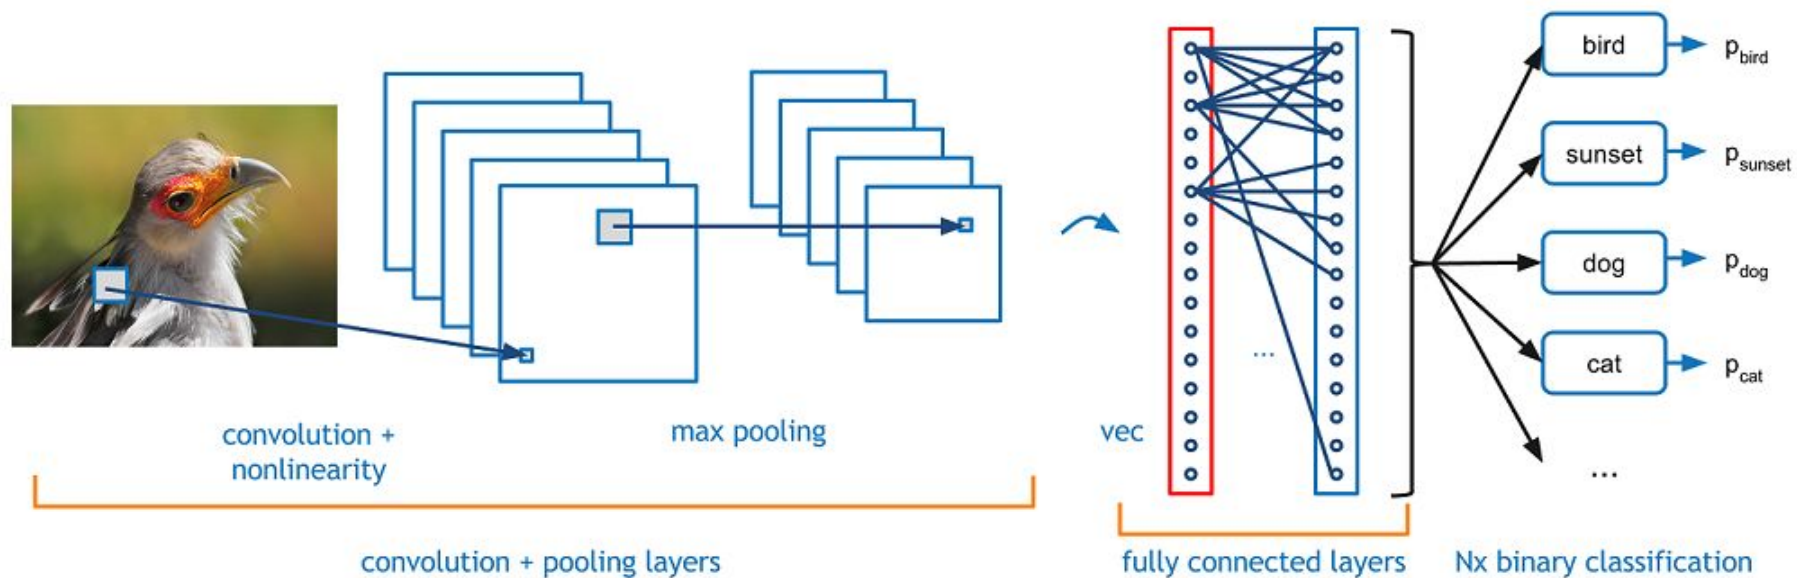 convolution +
nonlinearity
max pooling
vec
...
bird
p_bird
sunset
p_sunset
dog
p_dog
cat
p_cat
...
convolution + pooling layers
fully connected layers
Nx binary classification